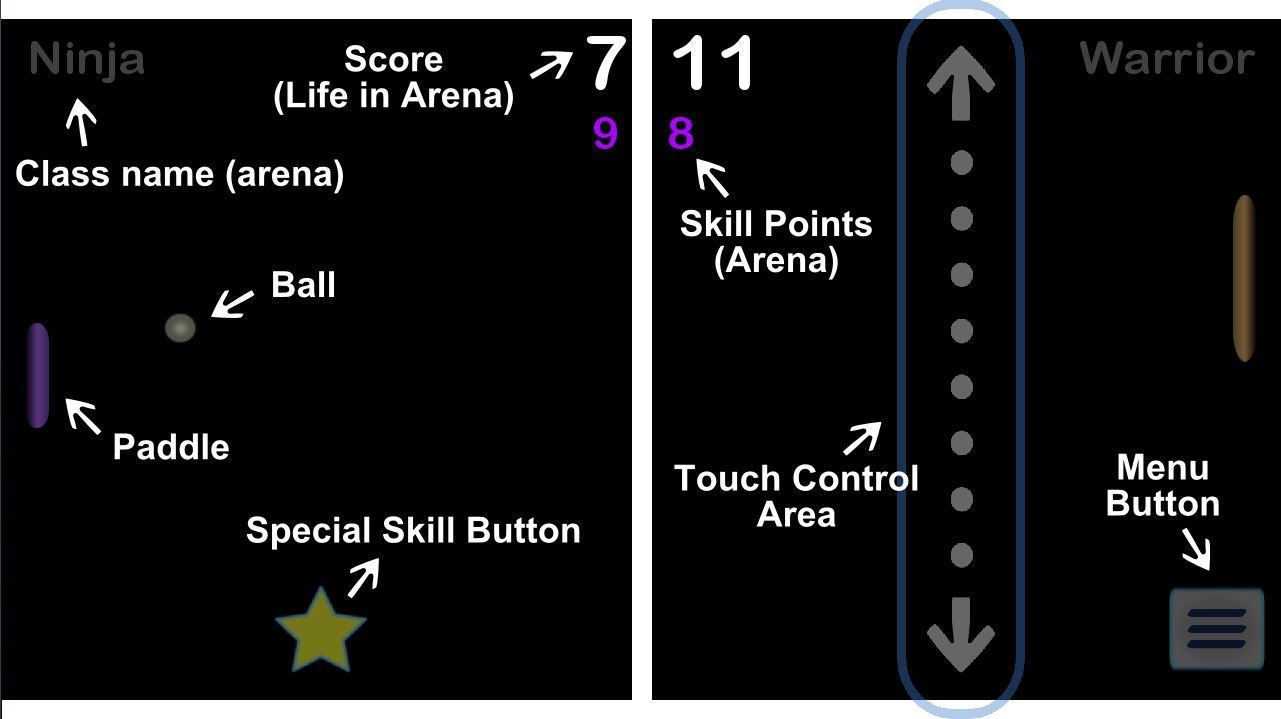 Ninja
Score
(Life in Arena)
7
9
Class name (arena)
Ball
Paddle
Special Skill Button
11
Warrior
8
Skill Points
(Arena)
Touch Control
Area
Menu
Button